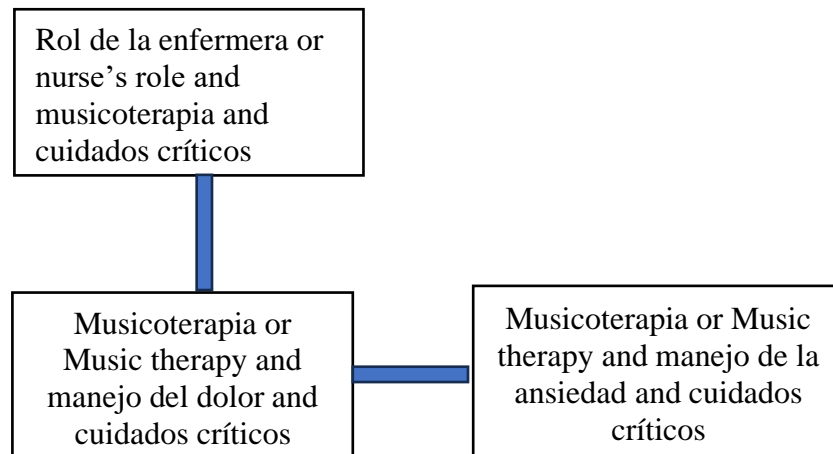 Rol de la enfermera or
nurse’s role and
musicoterapia and
cuidados críticos
Musicoterapia or
Music therapy and
manejo del dolor and
cuidados críticos
Musicoterapia or Music
therapy and manejo de la
ansiedad and cuidados
críticos